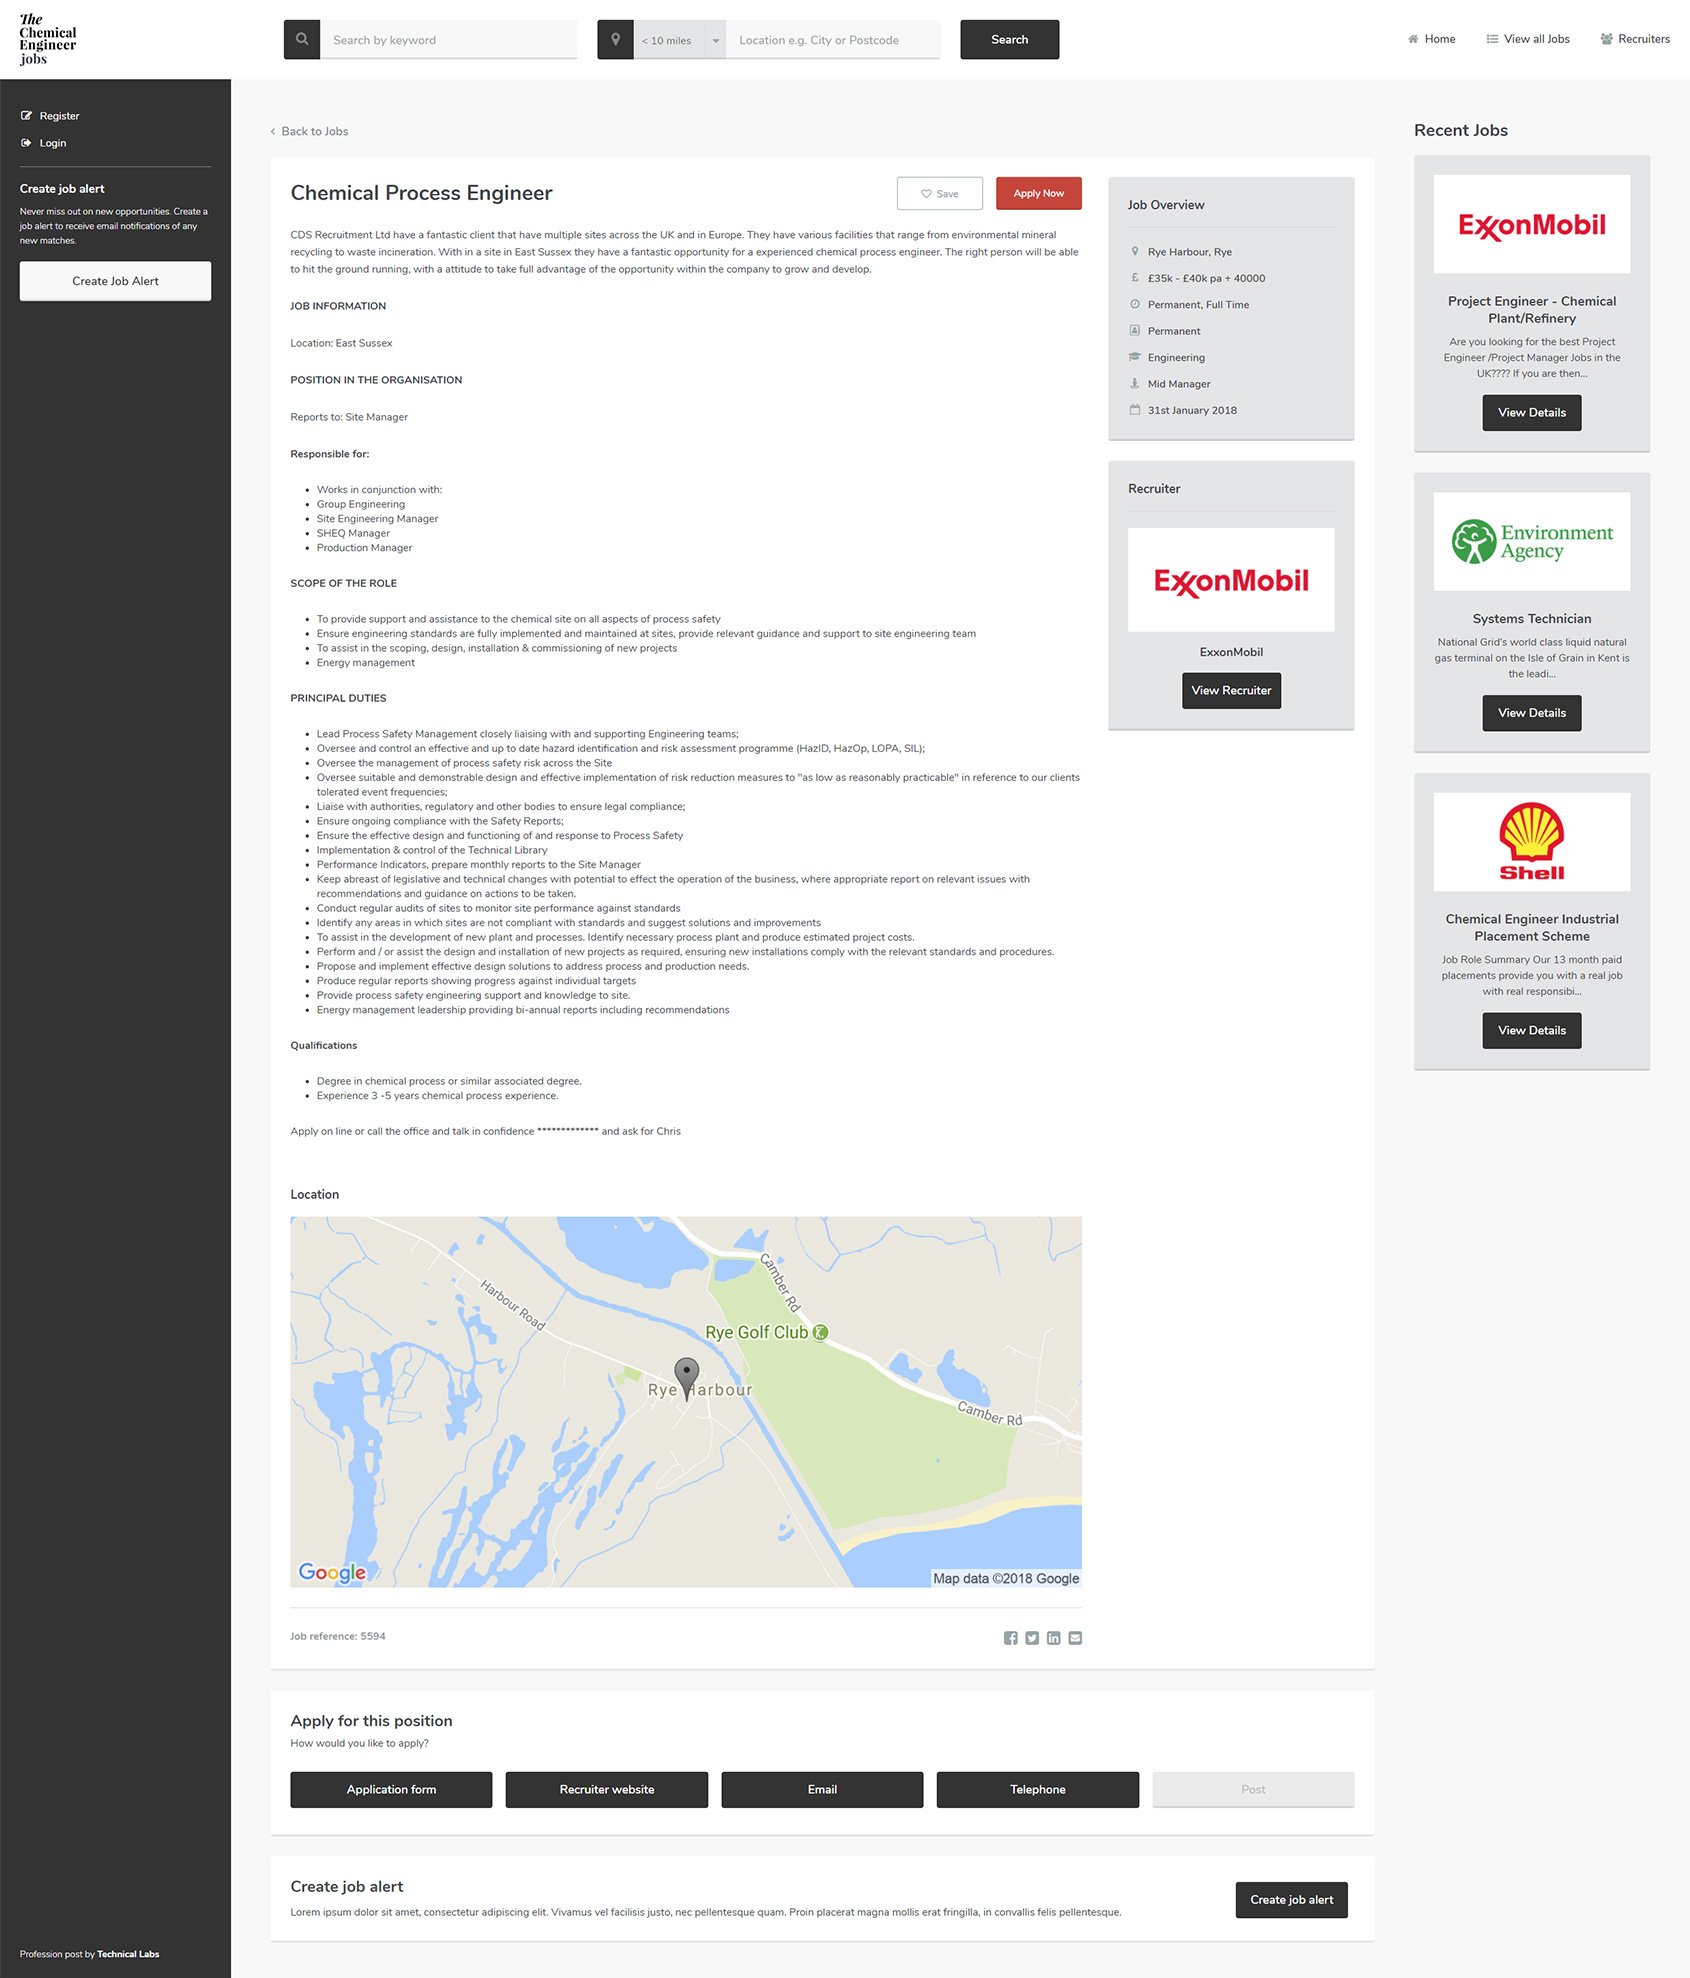 The
Chemical
Engineer
jobs
Search by keyword
< 10 miles
Location e.g. City or Postcode
Search
Home
View all Jobs
Recruiters
Register
Login
Create job alert
Never miss out on new opportunities. Create a
job alert to receive email notifications of any
new matches.
Create Job Alert
Back to Jobs
Chemical Process Engineer
Save
Apply Now
CDS Recruitment Ltd have a fantastic client that have multiple sites across the UK and in Europe. They have various facilities that range from environmental mineral
recycling to waste incineration. With in a site in East Sussex they have a fantastic opportunity for a experienced chemical process engineer. The right person will be able
to hit the ground running, with a attitude to take full advantage of the opportunity within the company to grow and develop.
JOB INFORMATION
Location: East Sussex
POSITION IN THE ORGANISATION
Reports to: Site Manager
Responsible for:
• Works in conjunction with:
• Group Engineering
• Site Engineering Manager
• SHEQ Manager
• Production Manager
SCOPE OF THE ROLE
• To provide support and assistance to the chemical site on all aspects of process safety
• Ensure engineering standards are fully implemented and maintained at sites, provide relevant guidance and support to site engineering team
• To assist in the scoping, design, installation & commissioning of new projects
• Energy management
PRINCIPAL DUTIES
• Lead Process Safety Management closely liaising with and supporting Engineering teams;
• Oversee and control an effective and up to date hazard identification and risk assessment programme (HazID, HazOp, LOPA, SIL);
• Oversee the management of process safety risk across the Site
• Oversee suitable and demonstrable design and effective implementation of risk reduction measures to "as low as reasonably practicable" in reference to our clients
tolerated event frequencies;
• Liaise with authorities, regulatory and other bodies to ensure legal compliance;
• Ensure ongoing compliance with the Safety Reports;
• Ensure the effective design and functioning of and response to Process Safety
• Implementation & control of the Technical Library
• Performance Indicators, prepare monthly reports to the Site Manager
• Keep abreast of legislative and technical changes with potential to effect the operation of the business, where appropriate report on relevant issues with
recommendations and guidance on actions to be taken.
• Conduct regular audits of sites to monitor site performance against standards
• Identify any areas in which sites are not compliant with standards and suggest solutions and improvements
• To assist in the development of new plant and processes. Identify necessary process plant and produce estimated project costs.
• Perform and / or assist the design and installation of new projects as required, ensuring new installations comply with the relevant standards and procedures.
• Propose and implement effective design solutions to address process and production needs.
• Produce regular reports showing progress against individual targets
• Provide process safety engineering support and knowledge to site.
• Energy management leadership providing bi-annual reports including recommendations
Qualifications
• Degree in chemical process or similar associated degree.
• Experience 3 -5 years chemical process experience.
Apply on line or call the office and talk in confidence ************* and ask for Chris
Location
Harbour Road
Camber Rd
Rye Golf Club
Rye Harbour
Camber Rd
Google
Map data ©2018 Google
Job reference: 5594
Job Overview
Rye Harbour, Rye
£ £35k - £40k pa + 40000
Permanent, Full Time
Permanent
Engineering
Mid Manager
31st January 2018
Recruiter
ExxonMobil
ExxonMobil
View Recruiter
Recent Jobs
ExxonMobil
Project Engineer - Chemical
Plant/Refinery
Are you looking for the best Project
Engineer /Project Manager Jobs in the
UK???? If you are then...
View Details
Environment
Agency
Systems Technician
National Grid's world class liquid natural
gas terminal on the Isle of Grain in Kent is
the leadi...
View Details
Shell
Chemical Engineer Industrial
Placement Scheme
Job Role Summary Our 13 month paid
placements provide you with a real job
with real responsibi...
View Details
Apply for this position
How would you like to apply?
Application form
Recruiter website
Email
Telephone
Post
Create job alert
Lorem ipsum dolor sit amet, consectetur adipiscing elit. Vivamus vel facilisis justo, nec pellentesque quam. Proin placerat magna mollis erat fringilla, in convallis felis pellentesque.
Create job alert
Profession post by Technical Labs